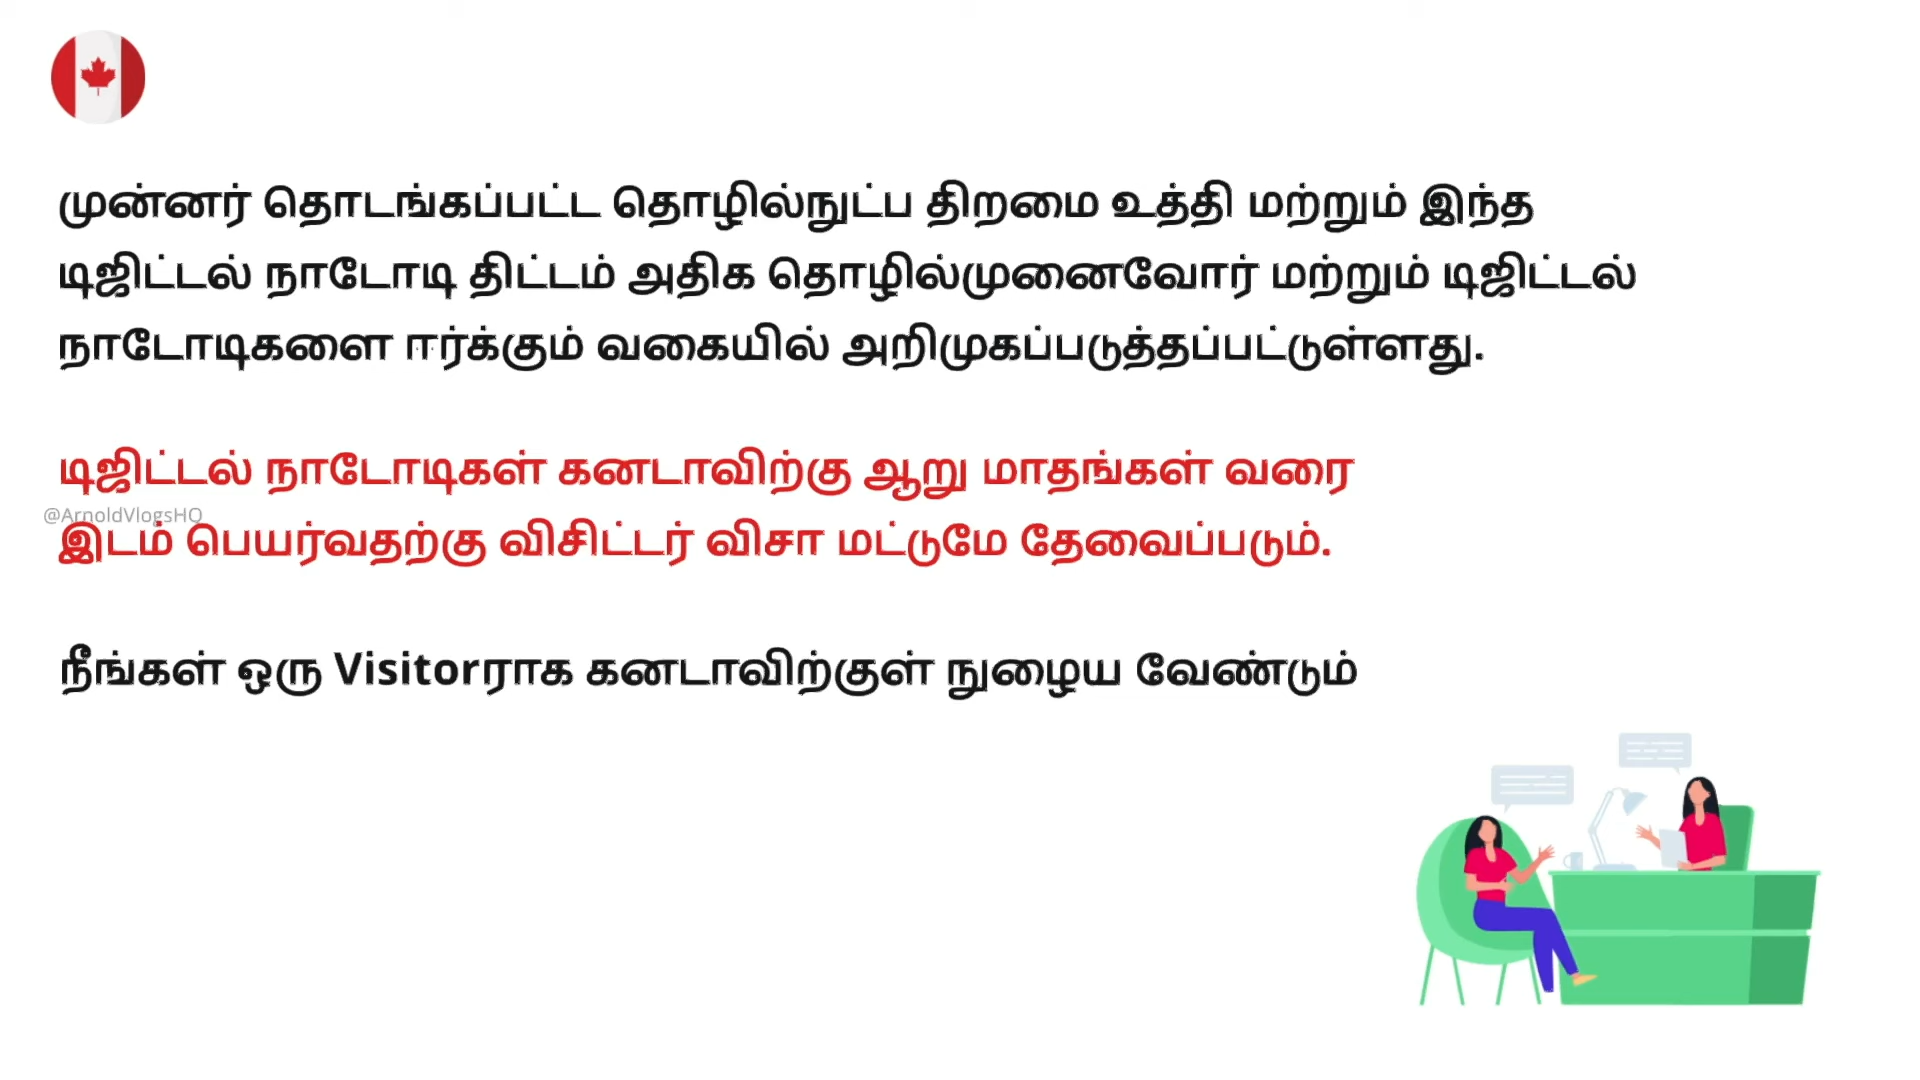 முன்னர் தொடங்கப்பட்ட தொழில்நுட்ப திறமை உத்தி மற்றும் இந்த
டிஜிட்டல் நாடோடி திட்டம் அதிக தொழில்முனைவோர் மற்றும் டிஜிட்டல்
நாடோடிகளை ஈர்க்கும் வகையில் அறிமுகப்படுத்தப்பட்டுள்ளது.
டிஜிட்டல் நாடோடிகள் கனடாவிற்கு ஆறு மாதங்கள் வரை
@ArnoldVlogsHQ
இடம் பெயர்வதற்கு விசிட்டர் விசா மட்டுமே தேவைப்படும்.
நீங்கள் ஒரு Visitorராக கனடாவிற்குள் நுழைய வேண்டும்